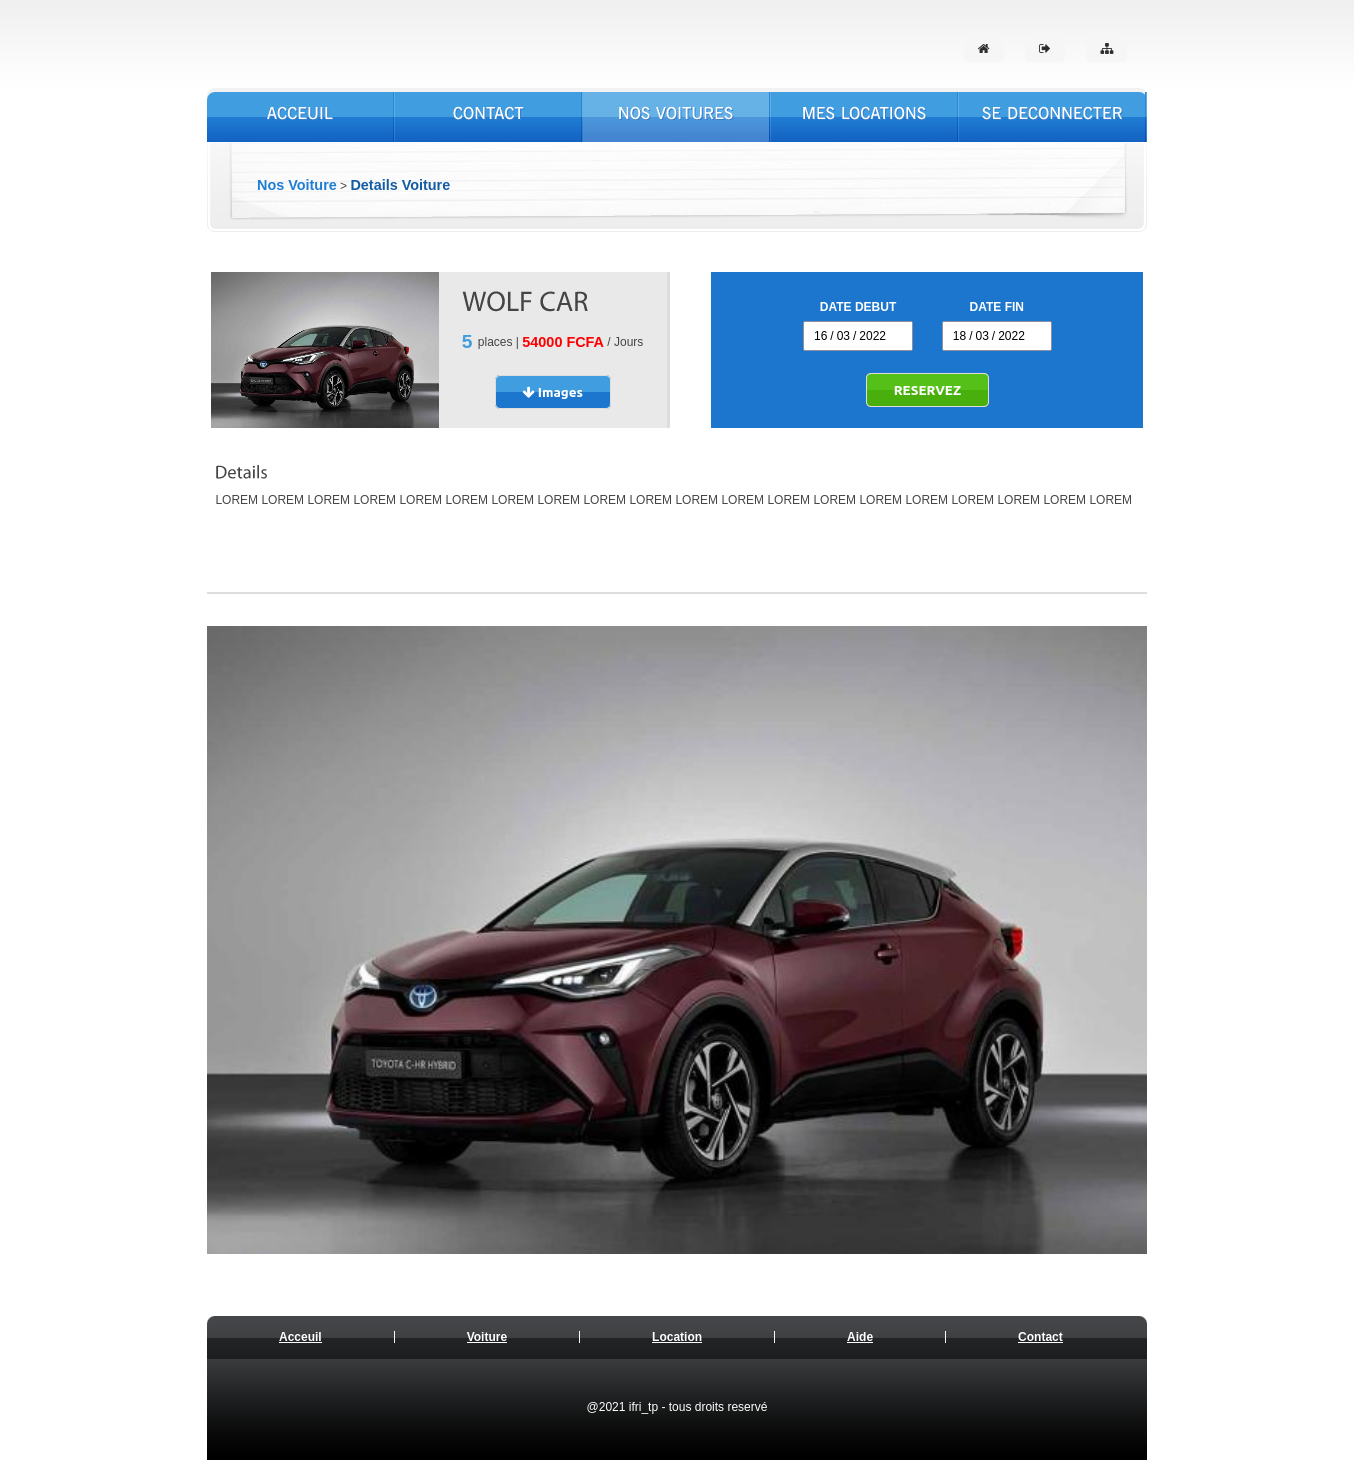 ACCEUIL CONTACT NOS VOITURES MES LOCATIONS SE DECONNECTER
Nos Voiture > Details Voiture
WOLF CAR
5 places | 54000 FCFA / Jours
Images
DATE DEBUT DATE FIN
16 / 03 / 2022 18 / 03 / 2022
RESERVEZ
Details
LOREM LOREM LOREM LOREM LOREM LOREM LOREM LOREM LOREM LOREM LOREM LOREM LOREM LOREM LOREM LOREM LOREM LOREM LOREM LOREM
TOYOTA C-HR HYBRID
Acceuil | Voiture | Location | Aide | Contact
@2021 ifri_tp - tous droits reservé